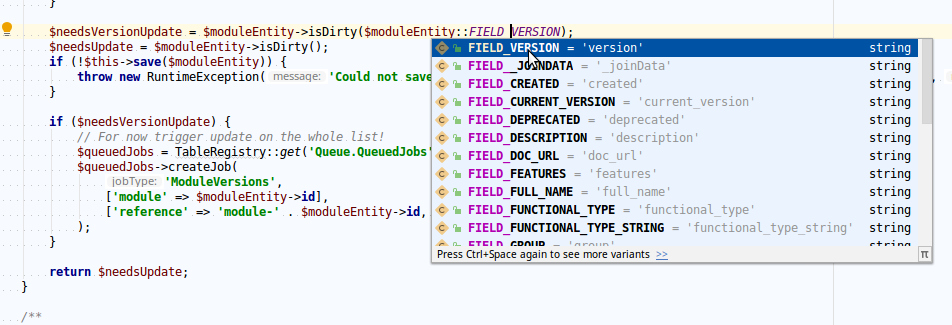 }
$needsVersionUpdate = $moduleEntity->isDirty($moduleEntity::FIELD_VERSION);
$needsUpdate = $moduleEntity->isDirty();
if (!$this->save($moduleEntity)) {
throw new RuntimeException( message: 'Could not save
}
if ($needsVersionUpdate) {
// For now trigger update on the whole list!
$queuedJobs = TableRegistry::get('Queue.QueuedJobs'
$queuedJobs->createJob(
jobType: 'ModuleVersions',
['module' => $moduleEntity->id],
['reference' => 'module-' . $moduleEntity->id,
);
}
return $needsUpdate;
}
/**
FIELD_VERSION = 'version' string
FIELD__JOINDATA = '_joinData' string
FIELD_CREATED = 'created' string
FIELD_CURRENT_VERSION = 'current_version' string
FIELD_DEPRECATED = 'deprecated' string
FIELD_DESCRIPTION = 'description' string
FIELD_DOC_URL = 'doc_url' string
FIELD_FEATURES = 'features' string
FIELD_FULL_NAME = 'full_name' string
FIELD_FUNCTIONAL_TYPE = 'functional_type' string
FIELD_FUNCTIONAL_TYPE_STRING = 'functional_type_string' string
FIELD_GROUP = 'group' string
Press Ctrl+Space again to see more variants >> π